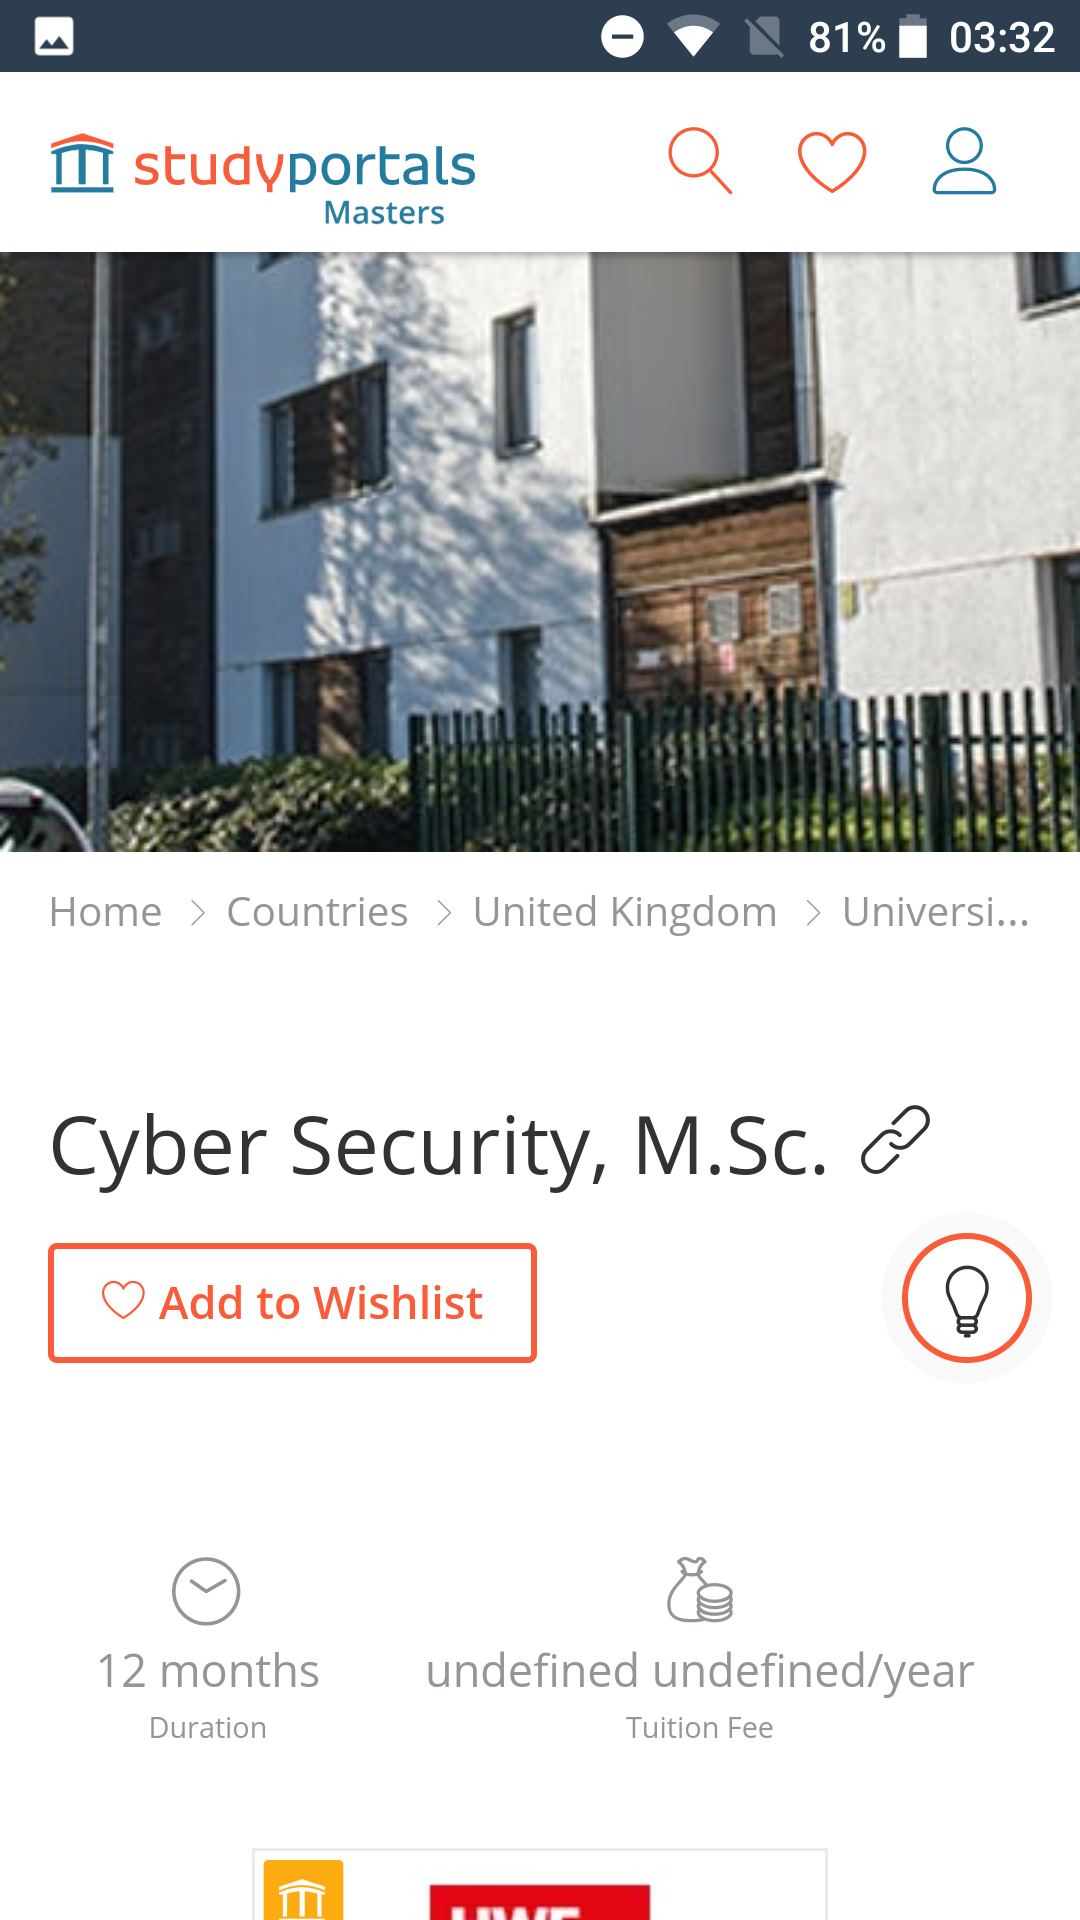 81% 03:32
studyportals
Masters
Home > Countries > United Kingdom > Universi...
Cyber Security, M.Sc.
Add to Wishlist
12 months
Duration
undefined undefined/year
Tuition Fee
UWE